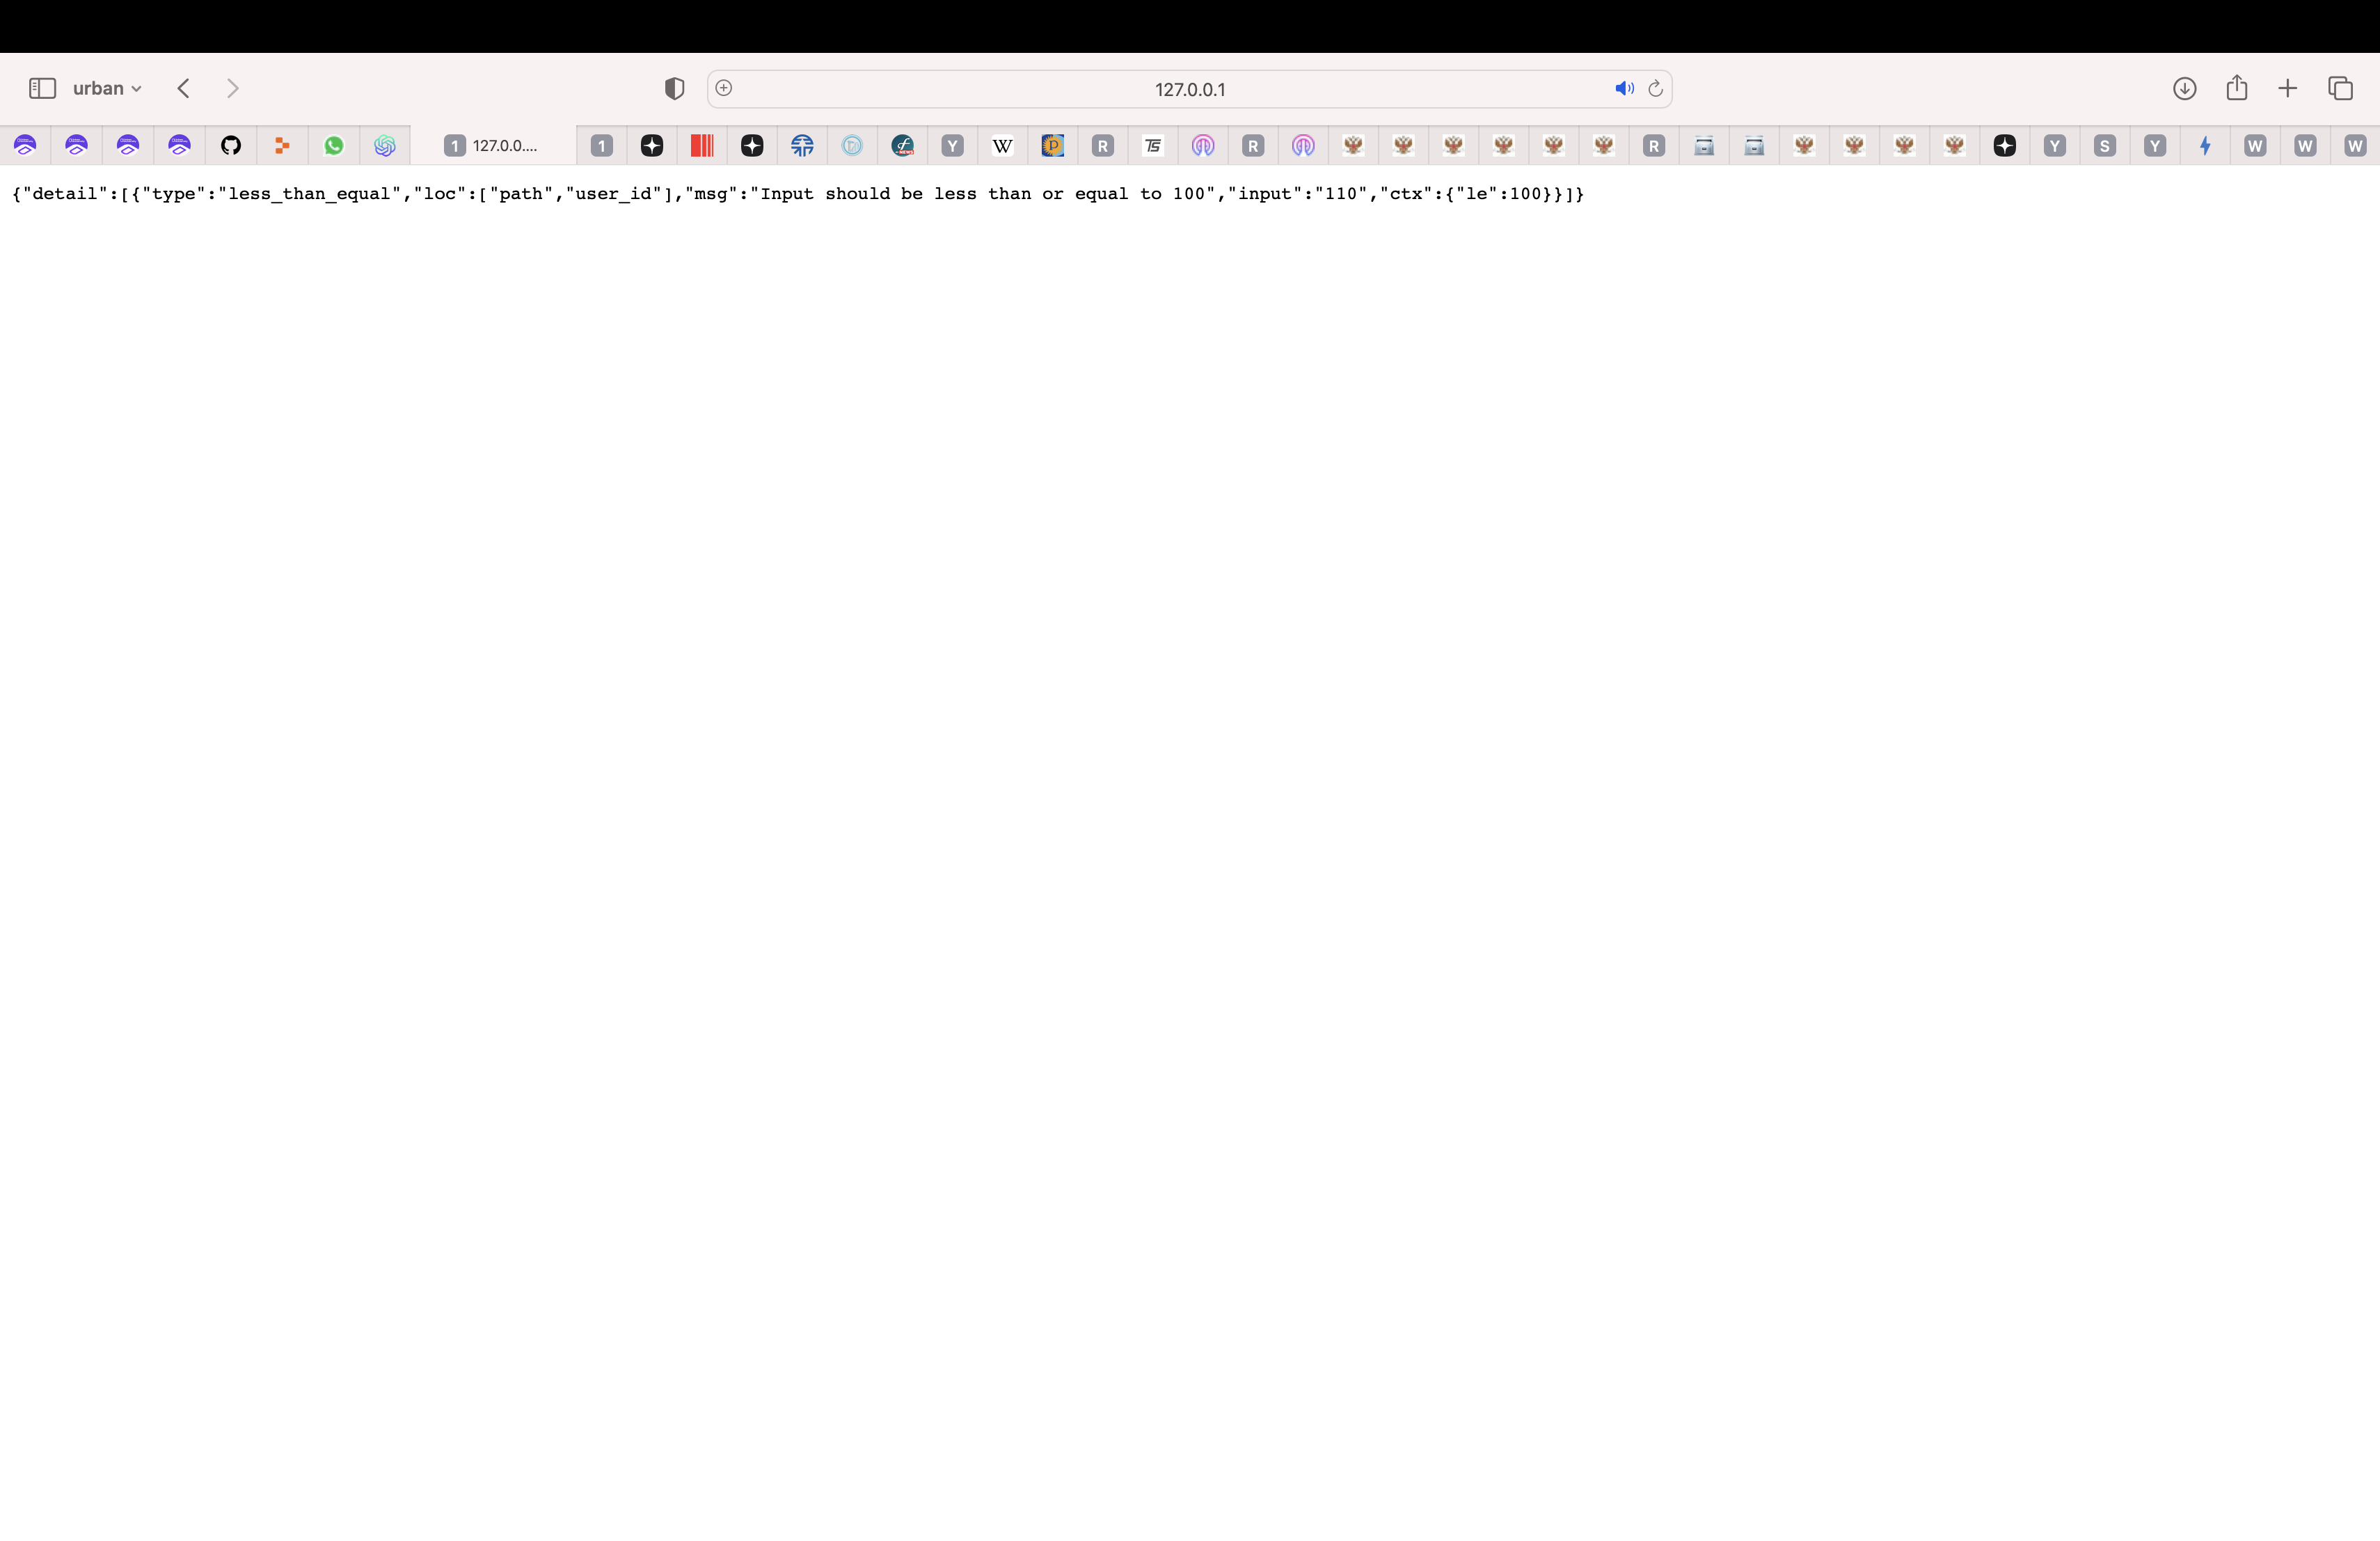 urban
127.0.0.1
1 127.0.0.... 1 Y W P R TS R R Y S Y W W W
{"detail":[{"type":"less_than_equal","loc":["path","user_id"],"msg":"Input should be less than or equal to 100","input":"110","ctx":{"le":100}}]}